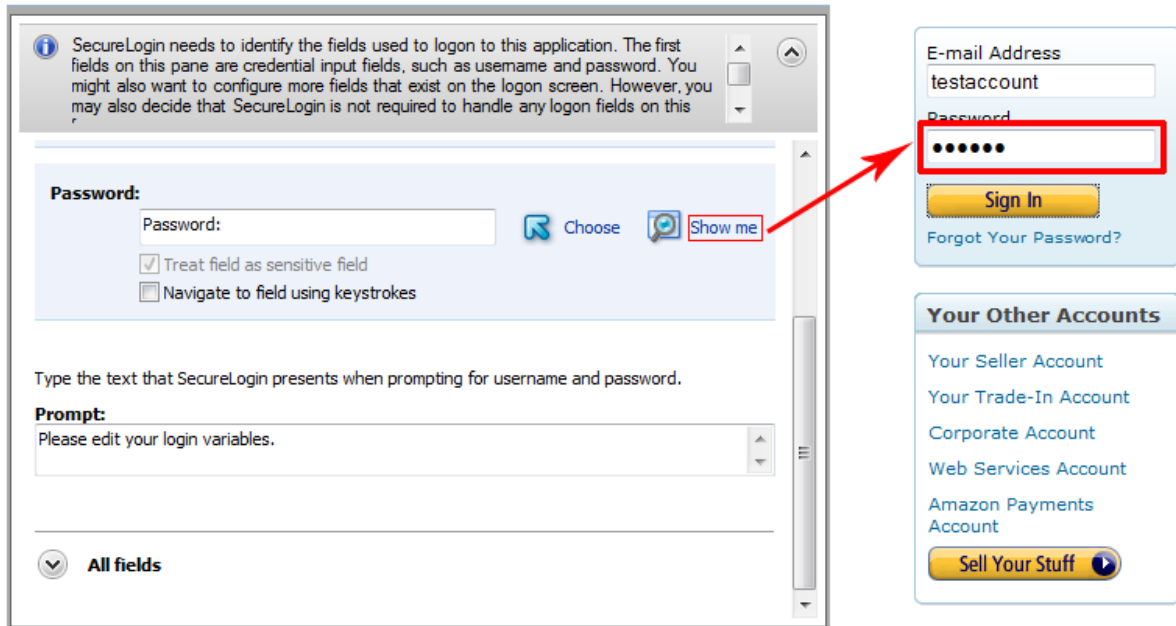 SecureLogin needs to identify the fields used to logon to this application. The first
fields on this pane are credential input fields, such as username and password. You
might also want to configure more fields that exist on the logon screen. However, you
may also decide that SecureLogin is not required to handle any logon fields on this
Password:
Password:
Choose
Show me
Treat field as sensitive field
Navigate to field using keystrokes
Type the text that SecureLogin presents when prompting for username and password.
Prompt:
Please edit your login variables.
All fields
E-mail Address
testaccount
Password
••••••
Sign In
Forgot Your Password?
Your Other Accounts
Your Seller Account
Your Trade-In Account
Corporate Account
Web Services Account
Amazon Payments
Account
Sell Your Stuff